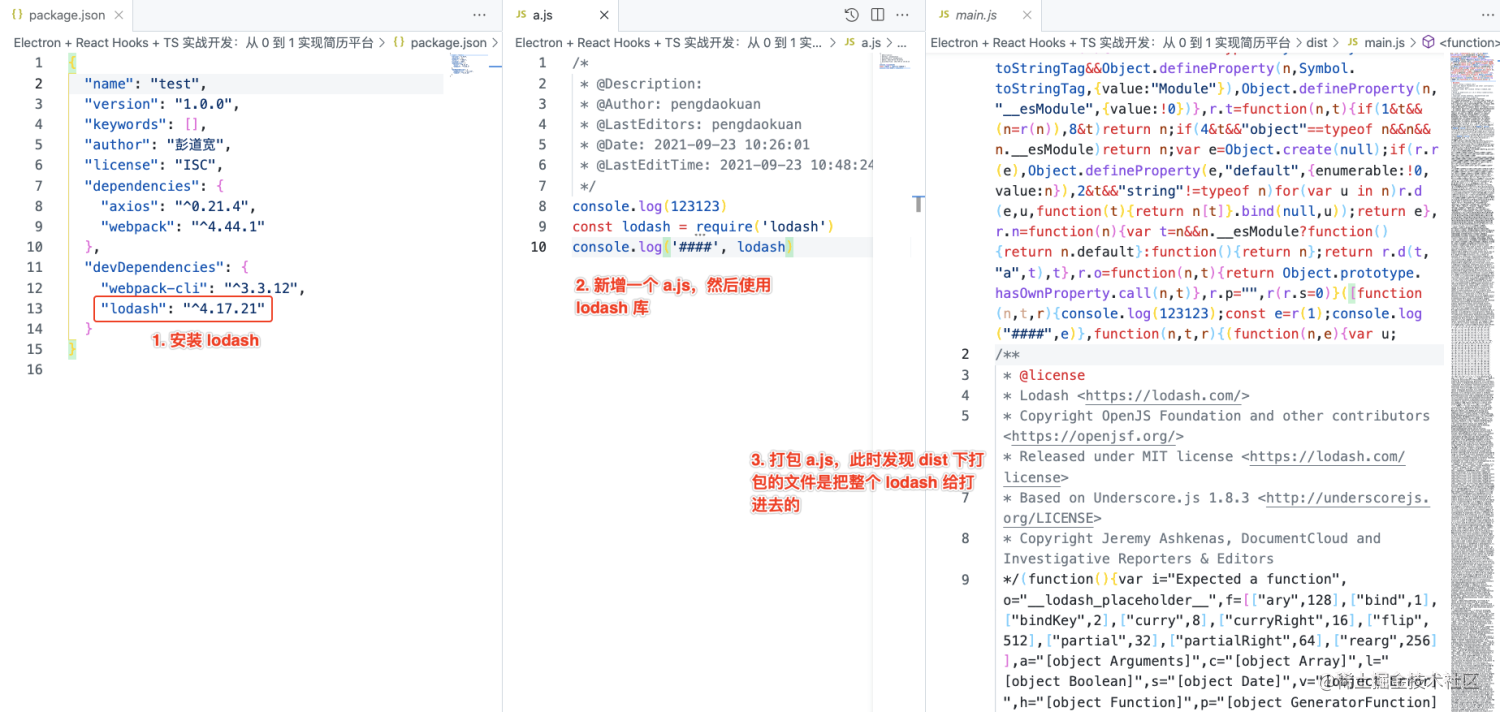 {} package.json ×
···
Electron + React Hooks + TS 实战开发：从 0 到 1 实现简历平台 > {} package.json >
1 {
2 "name": "test",
3 "version": "1.0.0",
4 "keywords": [],
5 "author": "彭道宽",
6 "license": "ISC",
7 "dependencies": {
8 "axios": "^0.21.4",
9 "webpack": "^4.44.1"
10 },
11 "devDependencies": {
12 "webpack-cli": "^3.3.12",
13 "lodash": "^4.17.21"
14 }
15 }
16
1. 安装 lodash
JS a.js ×
···
Electron + React Hooks + TS 实战开发：从 0 到 1 实... > JS a.js > ...
1 /*
2 * @Description:
3 * @Author: pengdaokuan
4 * @LastEditors: pengdaokuan
5 * @Date: 2021-09-23 10:26:01
6 * @LastEditTime: 2021-09-23 10:48:24
7 */
8 console.log(123123)
9 const lodash = require('lodash')
10 console.log('####', lodash)
2. 新增一个 a.js，然后使用
lodash 库
3. 打包 a.js，此时发现 dist 下打
包的文件是把整个 lodash 给打
进去的
JS main.js ×
···
Electron + React Hooks + TS 实战开发：从 0 到 1 实现简历平台 > dist > JS main.js > <function>
toStringTag&&Object.defineProperty(n,Symbol.
toStringTag,{value:"Module"}),Object.defineProperty(n,
"__esModule",{value:!0})},r.t=function(n,t){if(1&t&&
(n=r(n)),8&t)return n;if(4&t&&"object"==typeof n&&n&&
n.__esModule)return n;var e=Object.create(null);if(r.r
(e),Object.defineProperty(e,"default",{enumerable:!0,
value:n}),2&t&&"string"!=typeof n)for(var u in n)r.d
(e,u,function(t){return n[t]}.bind(null,u));return e},
r.n=function(n){var t=n&&n.__esModule?function()
{return n.default}:function(){return n};return r.d(t,
"a",t),t},r.o=function(n,t){return Object.prototype.
hasOwnProperty.call(n,t)},r.p="",r(r.s=0)}([function
(n,t,r){console.log(123123);const e=r(1);console.log
("####",e)},function(n,t,r){(function(n,e){var u;
2 /**
3 * @license
4 * Lodash <https://lodash.com/>
5 * Copyright OpenJS Foundation and other contributors
<https://openjsf.org/>
* Released under MIT license <https://lodash.com/
license>
7 * Based on Underscore.js 1.8.3 <http://underscorejs.
org/LICENSE>
8 * Copyright Jeremy Ashkenas, DocumentCloud and
Investigative Reporters & Editors
9 */(function(){var i="Expected a function",
o="__lodash_placeholder__",f=[["ary",128],["bind",1],
["bindKey",2],["curry",8],["curryRight",16],["flip",
512],["partial",32],["partialRight",64],["rearg",256]
],a="[object Arguments]",c="[object Array]",l="
[object Boolean]",s="[object Date]",v="[object Error]
",h="[object Function]",p="[object GeneratorFunction]
@稀土掘金技术社区